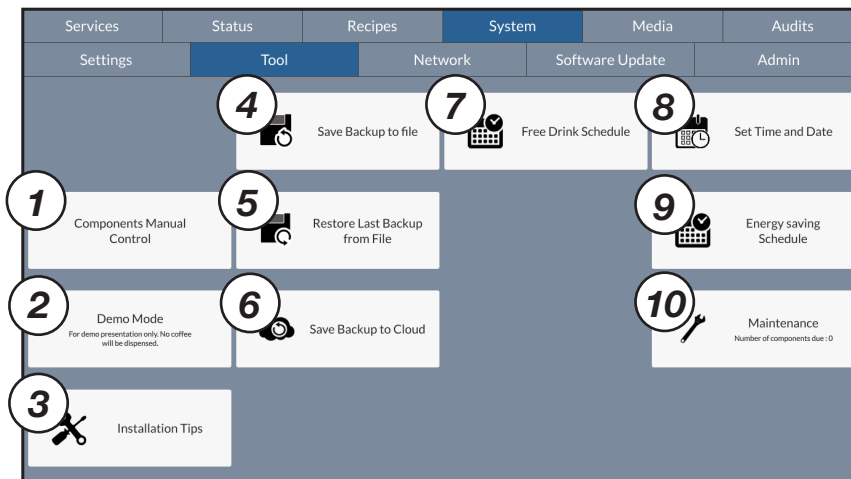 Services Status Recipes System Media Audits
Settings Tool Network Software Update Admin
4
Save Backup to file
7
Free Drink Schedule
8
Set Time and Date
1
Components Manual
Control
5
Restore Last Backup
from File
9
Energy saving
Schedule
2
Demo Mode
For demo presentation only. No coffee
will be dispensed.
6
Save Backup to Cloud
10
Maintenance
Number of components due : 0
3
Installation Tips